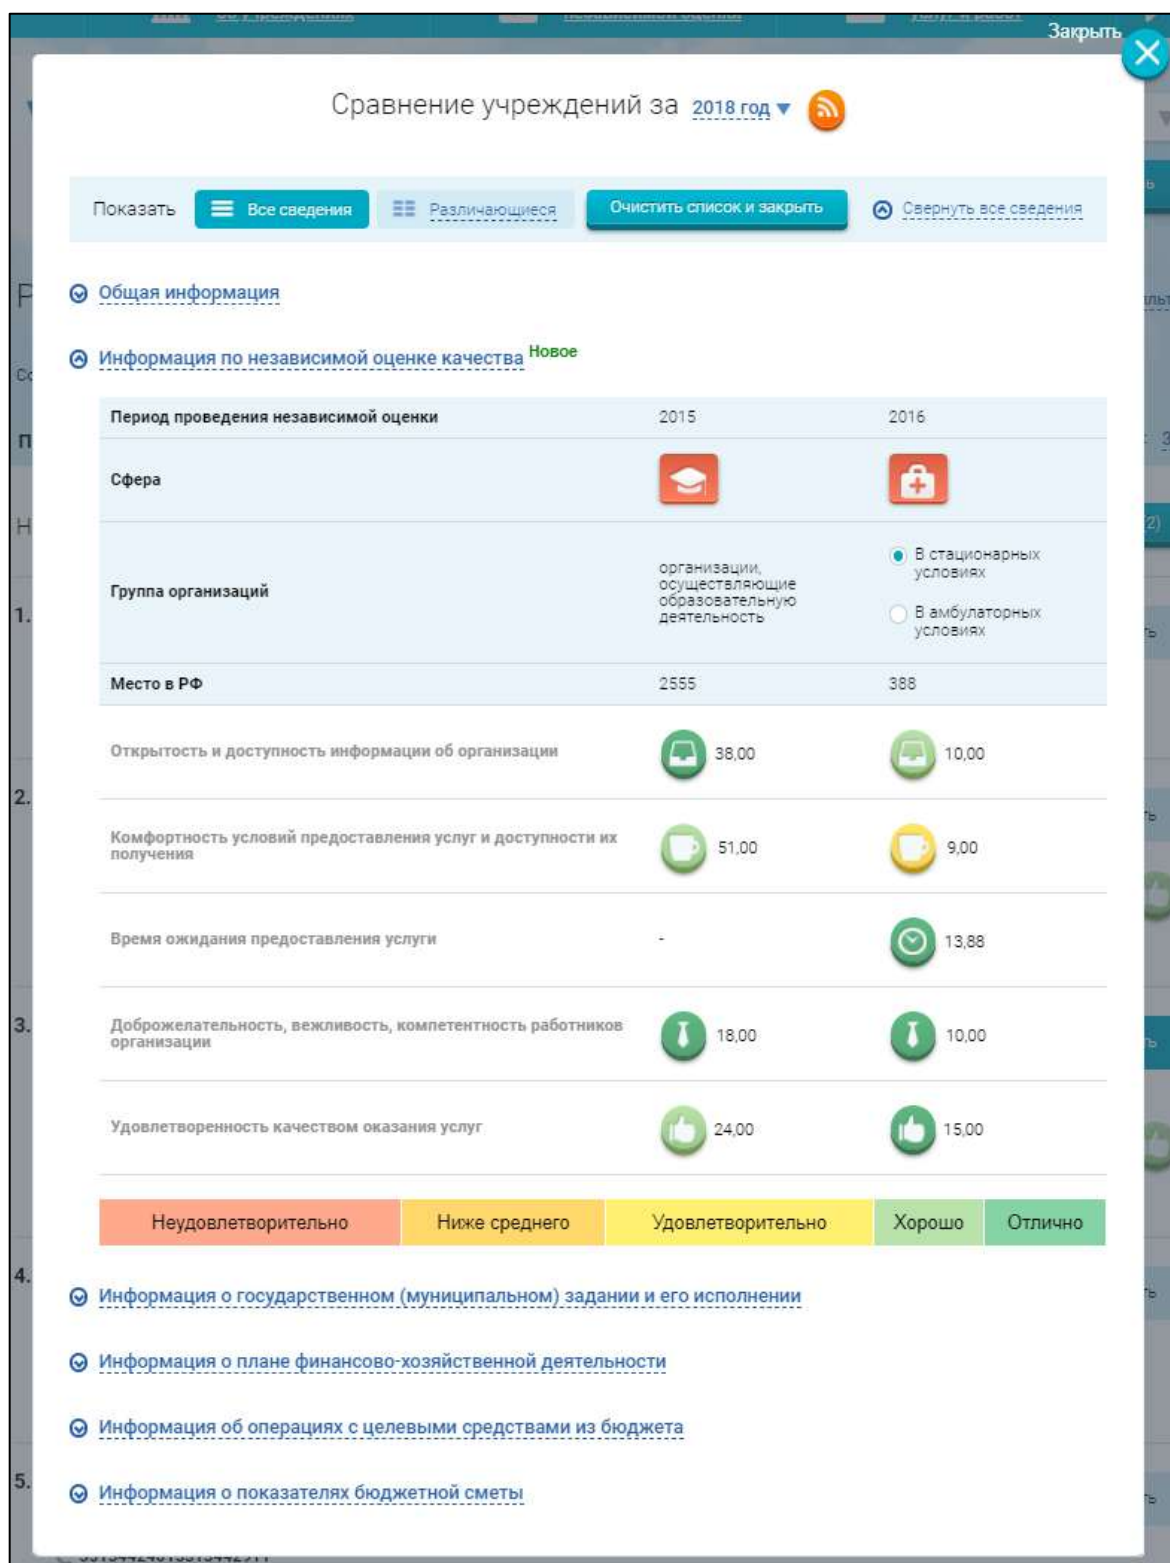 Закрыть
Сравнение учреждений за 2018 год
Показать Все сведения Различающиеся Очистить список и закрыть Свернуть все сведения
Общая информация
Информация по независимой оценке качества Новое
Период проведения независимой оценки 2015 2016
Сфера
Группа организаций
организации,
осуществляющие
образовательную
деятельность
В стационарных
условиях
В амбулаторных
условиях
Место в РФ 2555 388
Открытость и доступность информации об организации 38,00 10,00
Комфортность условий предоставления услуг и доступности их
получения
51,00 9,00
Время ожидания предоставления услуги - 13,88
Доброжелательность, вежливость, компетентность работников
организации
18,00 10,00
Удовлетворенность качеством оказания услуг 24,00 15,00
Неудовлетворительно Ниже среднего Удовлетворительно Хорошо Отлично
Информация о государственном (муниципальном) задании и его исполнении
Информация о плане финансово-хозяйственной деятельности
Информация об операциях с целевыми средствами из бюджета
Информация о показателях бюджетной сметы
1.
2.
3.
4.
5.